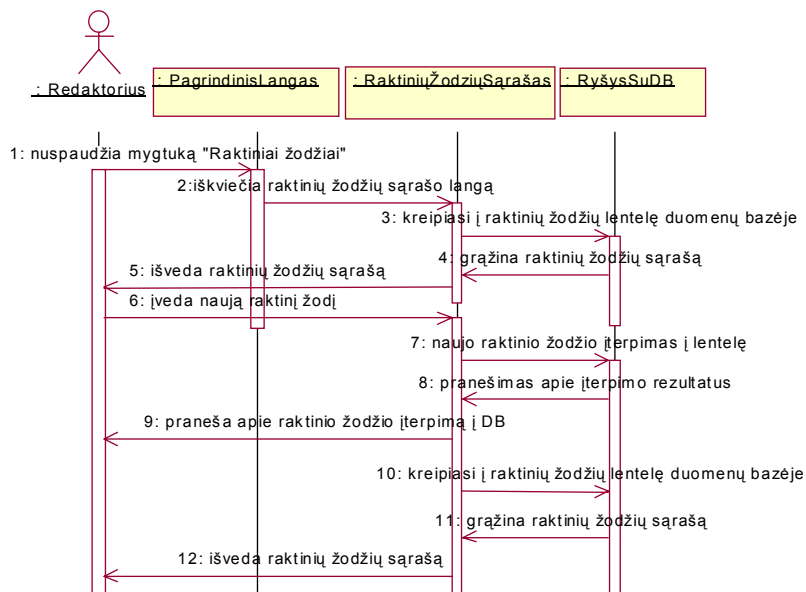 : Redaktorius
: PagrindinisLangas
: RaktiniųŽodziųSąrašas
: RyšysSuDB
1: nuspaudžia mygtuką "Raktiniai žodžiai"
2:iškviečia raktinių žodžių sąrašo langą
3: kreipiasi į raktinių žodžių lentelę duomenų bazėje
4: grąžina raktinių žodžių sąrašą
5: išveda raktinių žodžių sąrašą
6: įveda naują raktinį žodį
7: naujo raktinio žodžio įterpimas į lentelę
8: pranešimas apie įterpimo rezultatus
9: praneša apie raktinio žodžio įterpimą į DB
10: kreipiasi į raktinių žodžių lentelę duomenų bazėje
11: grąžina raktinių žodžių sąrašą
12: išveda raktinių žodžių sąrašą